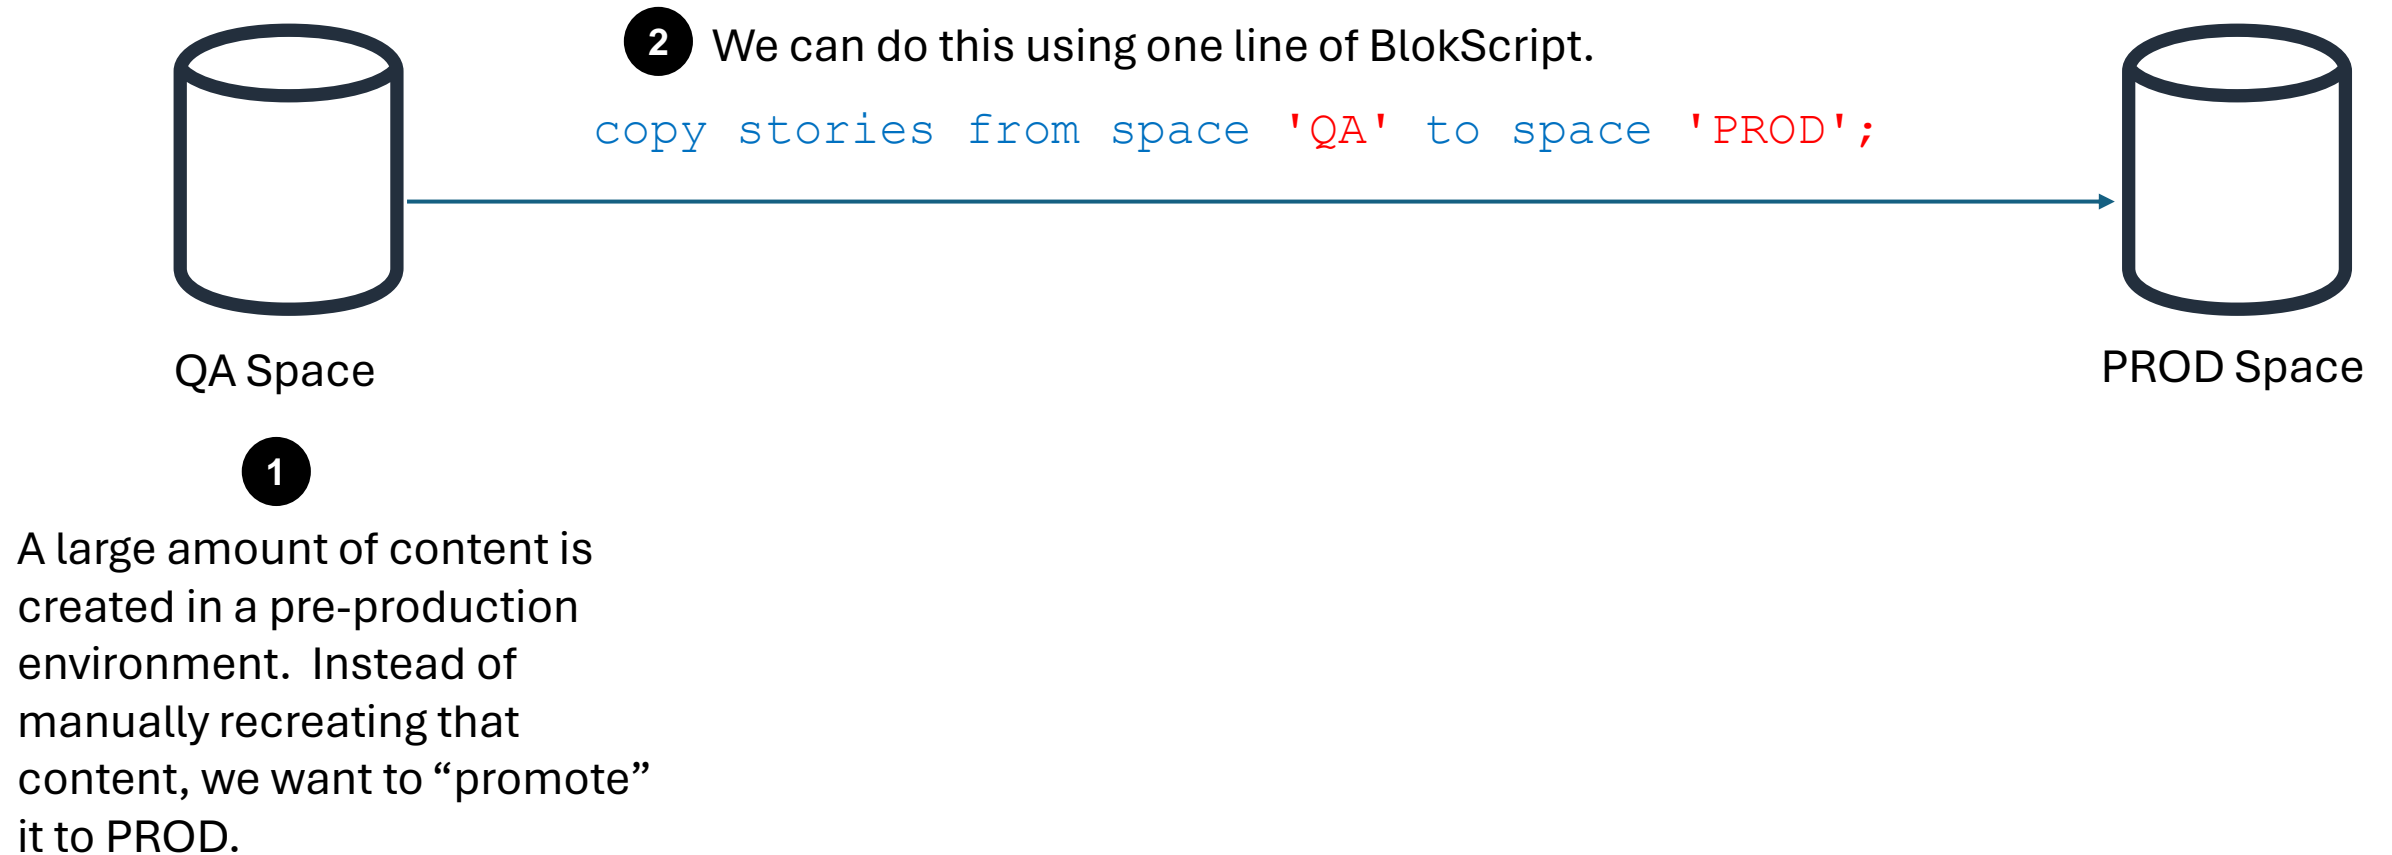 2 We can do this using one line of BlokScript.
copy stories from space 'QA' to space 'PROD';
QA Space
PROD Space
1
A large amount of content is
created in a pre-production
environment.  Instead of
manually recreating that
content, we want to “promote”
it to PROD.